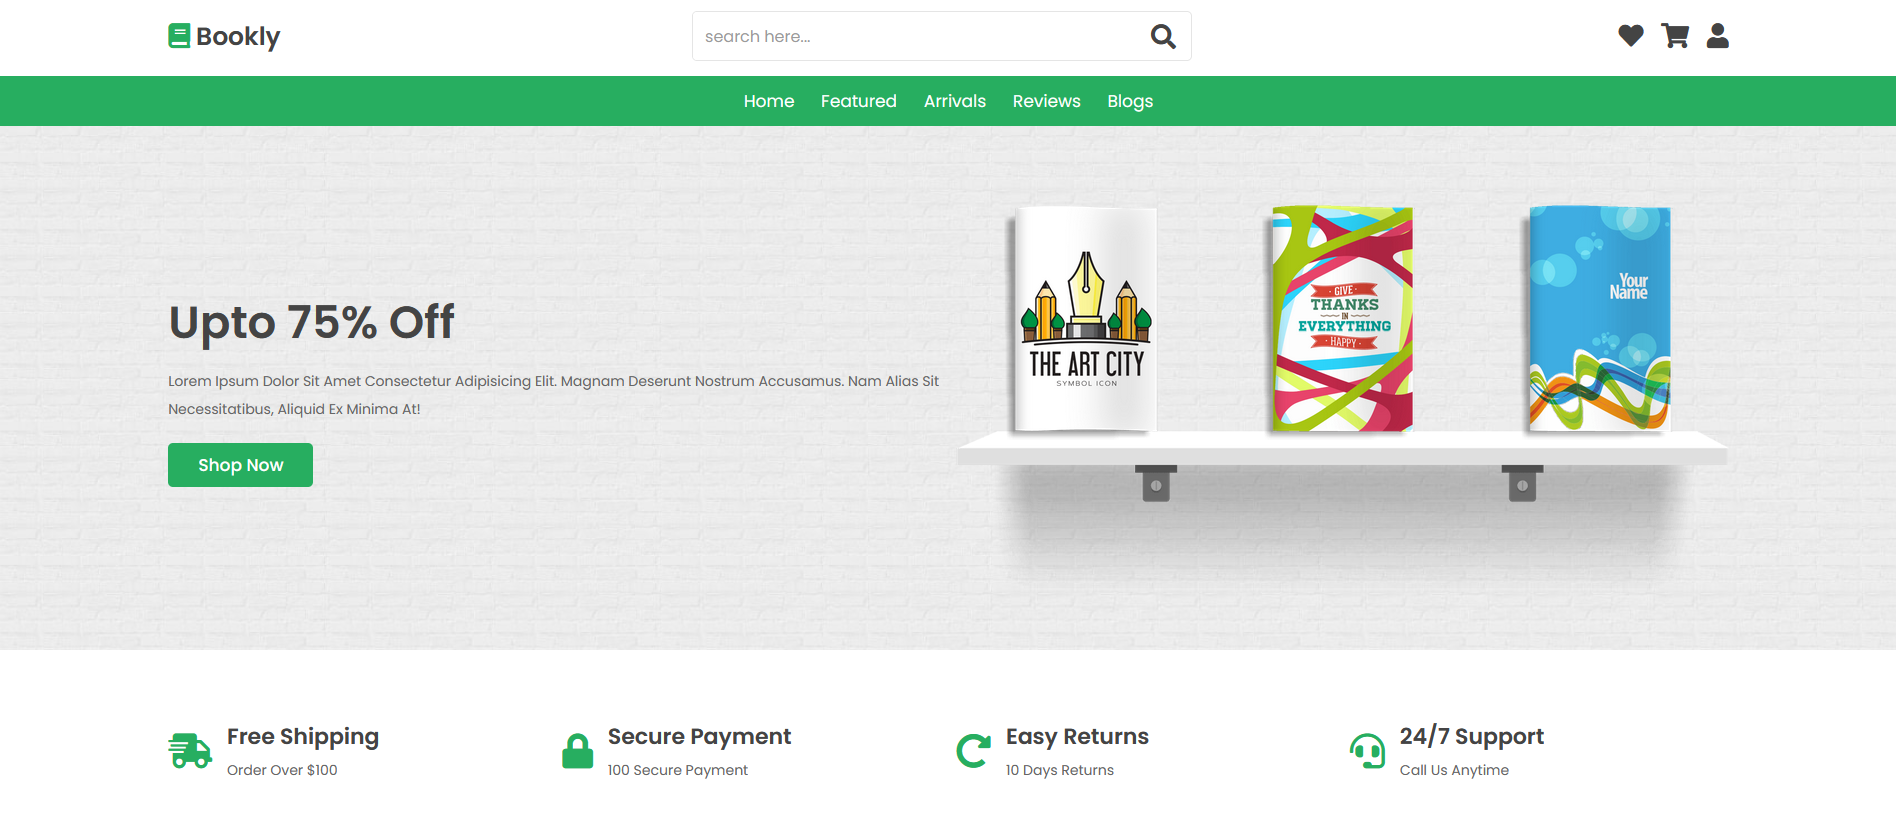 Bookly
search here...
Home Featured Arrivals Reviews Blogs
Upto 75% Off
Lorem Ipsum Dolor Sit Amet Consectetur Adipisicing Elit. Magnam Deserunt Nostrum Accusamus. Nam Alias Sit
Necessitatibus, Aliquid Ex Minima At!
Shop Now
THE ART CITY
SYMBOL ICON
GIVE
THANKS
IN
EVERYTHING
HAPPY
Your
Name
Free Shipping
Order Over $100
Secure Payment
100 Secure Payment
Easy Returns
10 Days Returns
24/7 Support
Call Us Anytime